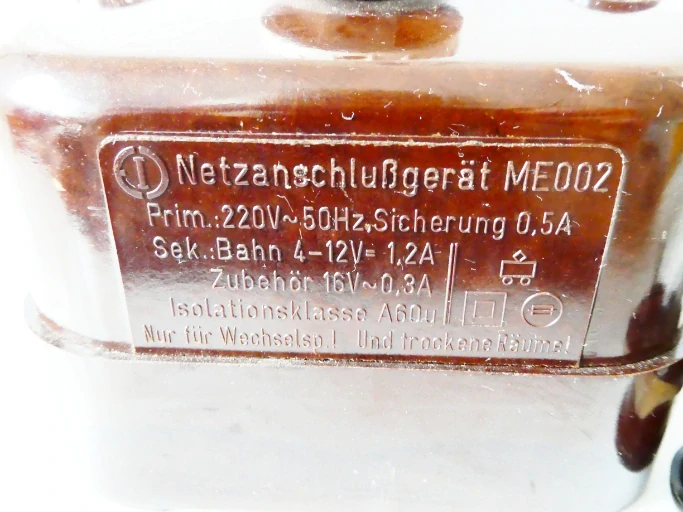 Netzanschlußgerät ME002
Prim.:220V~50Hz,Sicherung 0,5A
Sek.:Bahn 4-12V= 1,2A
Zubehör 16V~0,3A
Isolationsklasse A60u
Nur für Wechselsp.! Und trockene Räume!